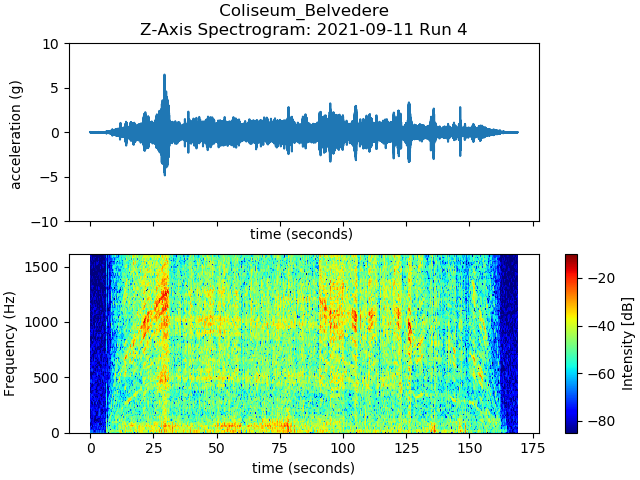 Coliseum_Belvedere
Z-Axis Spectrogram: 2021-09-11 Run 4
10
5
0
−5
−10
acceleration (g)
time (seconds)
1500
1000
500
0
Frequency (Hz)
0 25 50 75 100 125 150 175
time (seconds)
−20
−40
−60
−80
Intensity [dB]